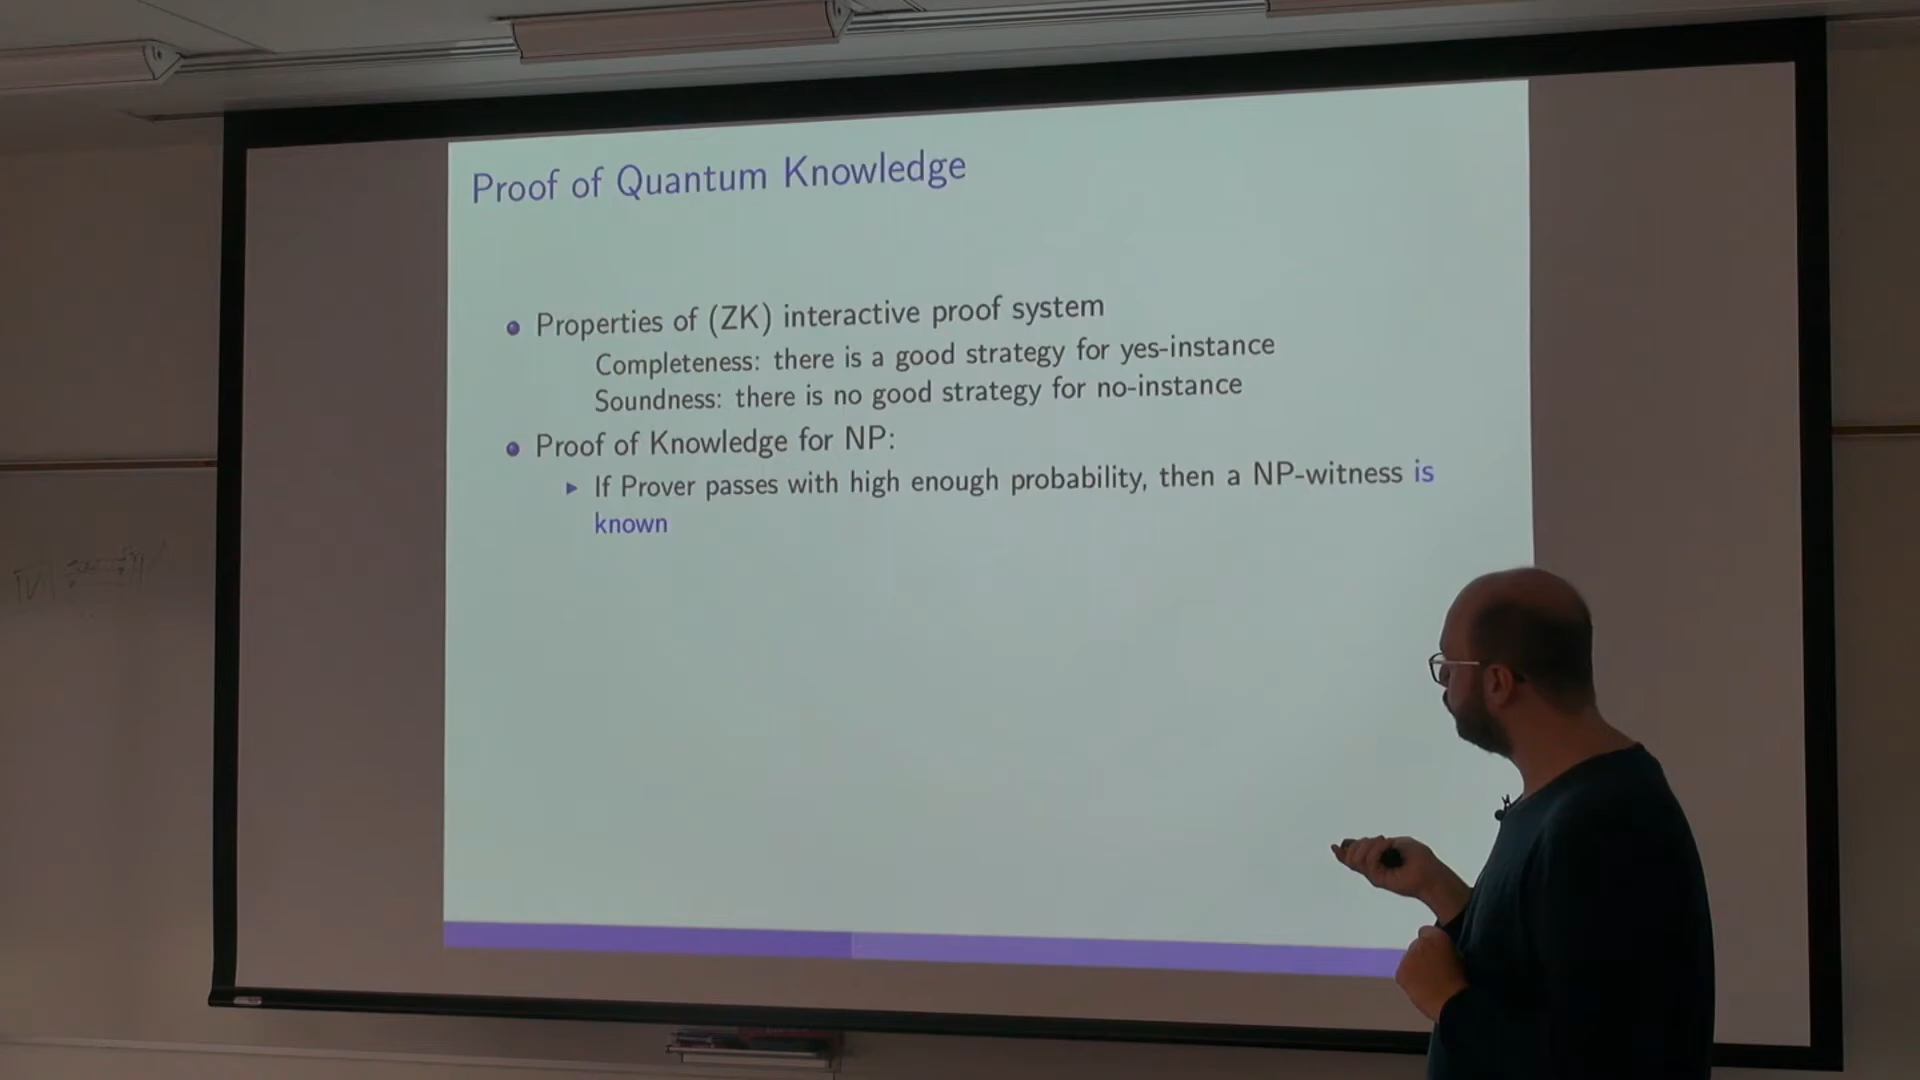 Proof of Quantum Knowledge
Properties of (ZK) interactive proof system
Completeness: there is a good strategy for yes-instance
Soundness: there is no good strategy for no-instance
Proof of Knowledge for NP:
If Prover passes with high enough probability, then a NP-witness is
known